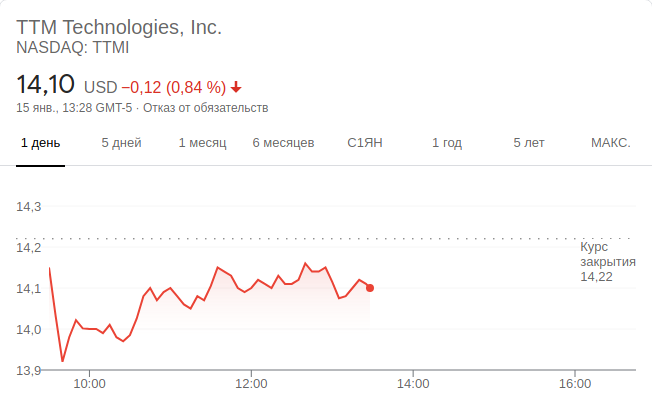 TTM Technologies, Inc.
NASDAQ: TTMI
14,10 USD −0,12 (0,84 %)
15 янв., 13:28 GMT-5 · Отказ от обязательств
1 день 5 дней 1 месяц 6 месяцев С1ЯН 1 год 5 лет МАКС.
14,3
14,2
Курс
закрытия
14,22
14,1
14,0
13,9
10:00 12:00 14:00 16:00